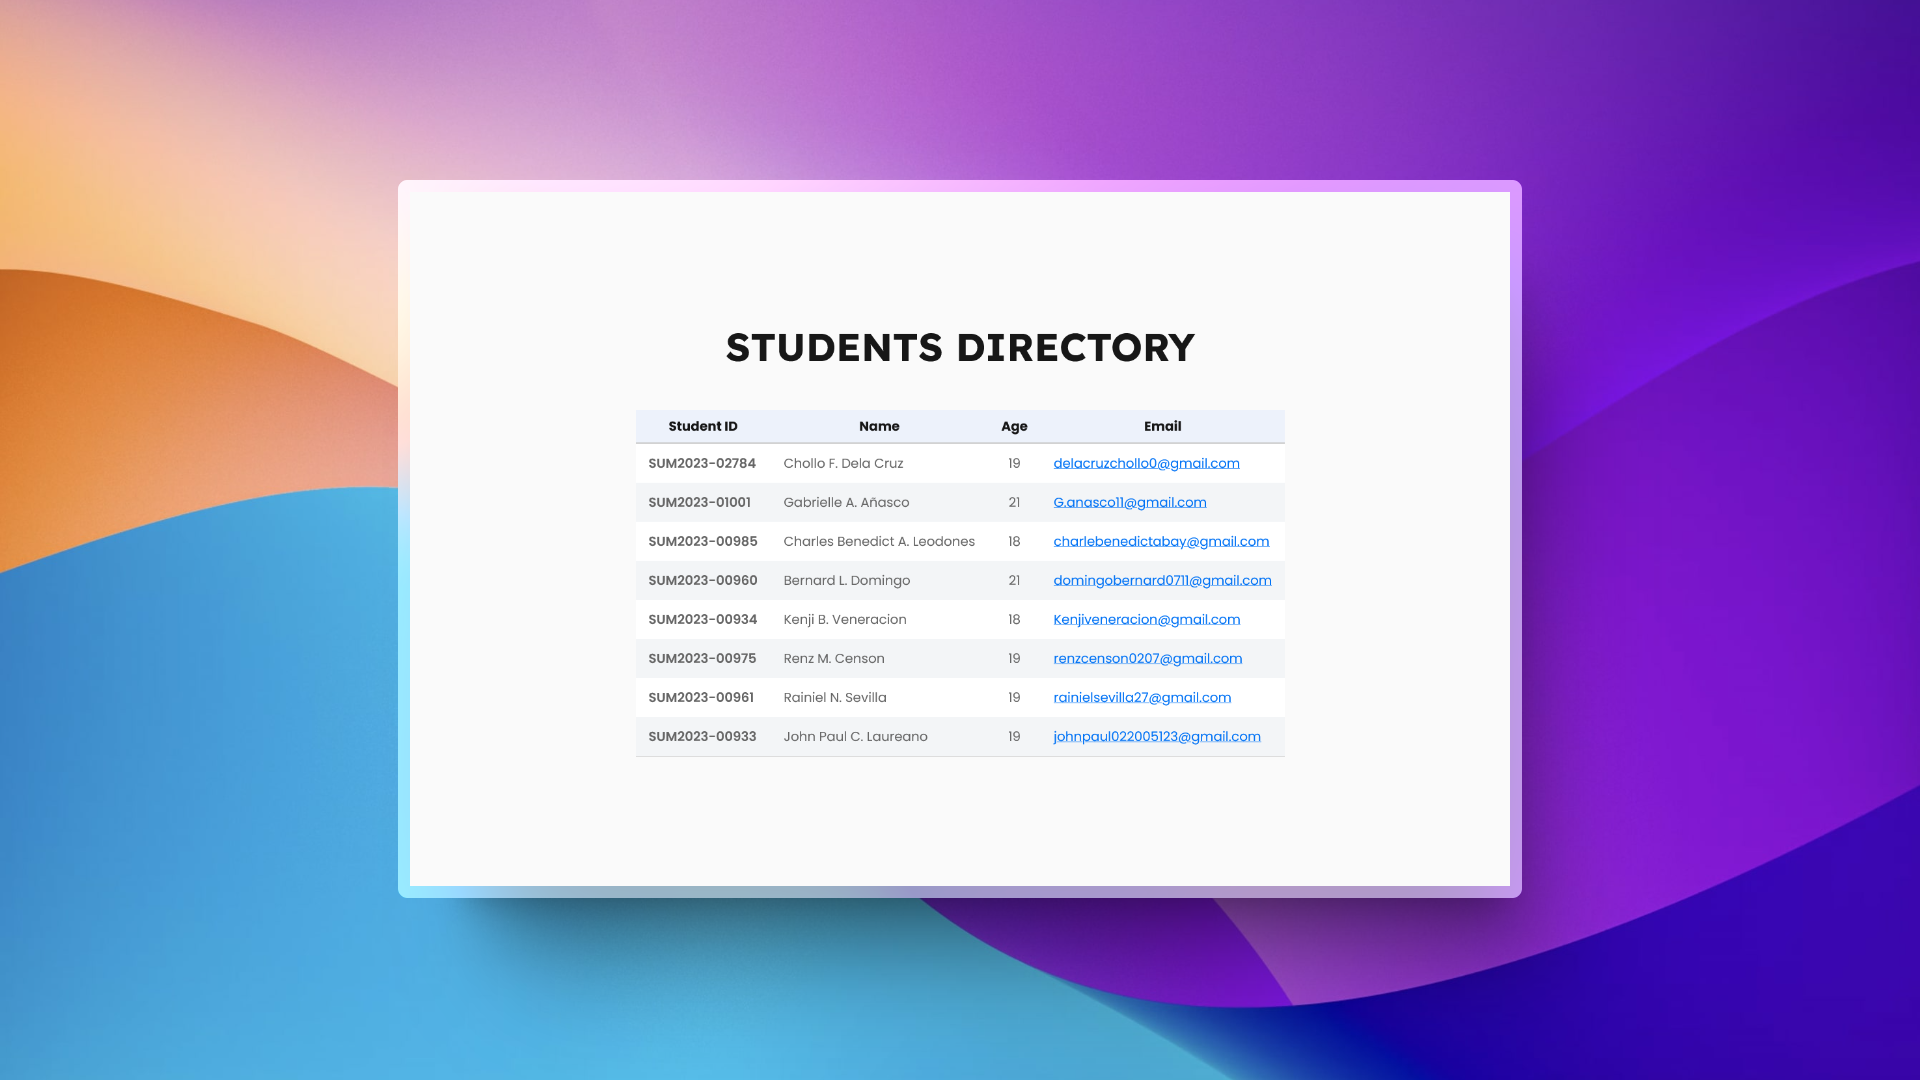 STUDENTS DIRECTORY
Student ID Name Age Email
SUM2023-02784 Chollo F. Dela Cruz 19 delacruzchollo0@gmail.com
SUM2023-01001 Gabrielle A. Añasco 21 G.anasco11@gmail.com
SUM2023-00985 Charles Benedict A. Leodones 18 charlebenedictabay@gmail.com
SUM2023-00960 Bernard L. Domingo 21 domingobernard0711@gmail.com
SUM2023-00934 Kenji B. Veneracion 18 Kenjiveneracion@gmail.com
SUM2023-00975 Renz M. Censon 19 renzcenson0207@gmail.com
SUM2023-00961 Rainiel N. Sevilla 19 rainielsevilla27@gmail.com
SUM2023-00933 John Paul C. Laureano 19 johnpaul022005123@gmail.com